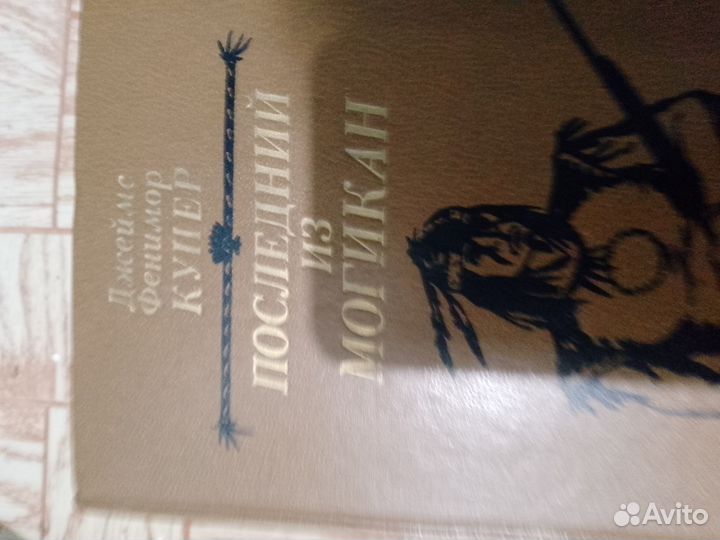 Джеймс
Фенимор
КУПЕР
ПОСЛЕДНИЙ
ИЗ
МОГИКАН
Avito